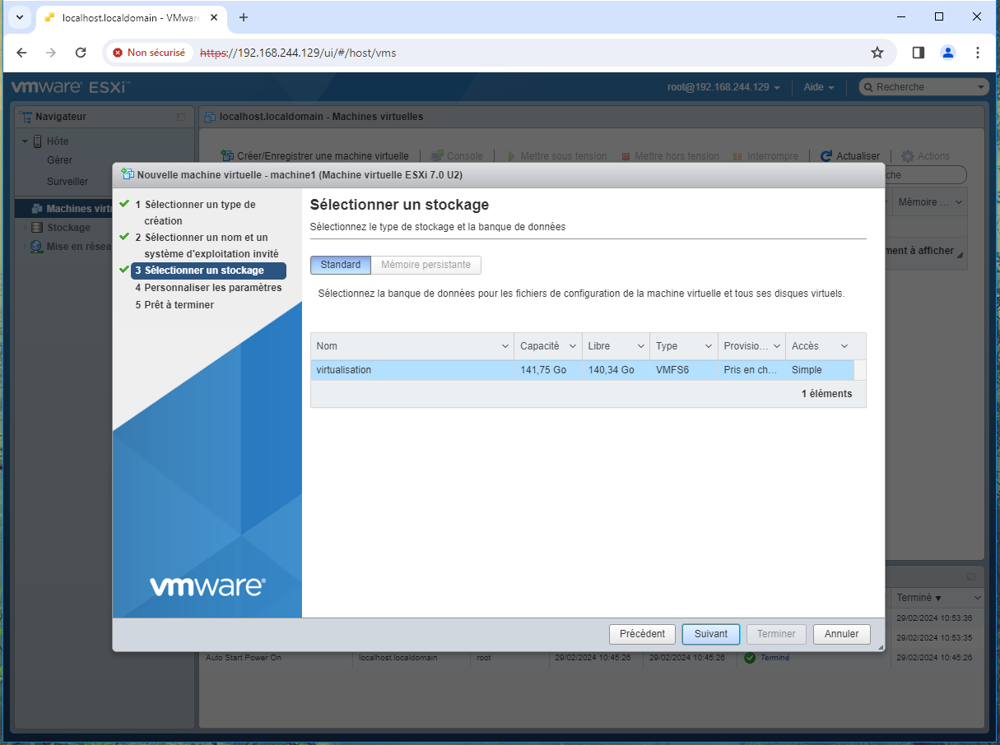 localhost.localdomain - VMware
Non sécurisé
https://192.168.244.129/ui/#/host/vms
vmware ESXi™
root@192.168.244.129
Aide
Recherche
Navigateur
Hôte
Gérer
Surveiller
Machines virtu
Stockage
Mise en résea
localhost.localdomain - Machines virtuelles
Créer/Enregistrer une machine virtuelle
Console
Mettre sous tension
Mettre hors tension
Interrompre
Actualiser
Actions
che
Mémoire ...
ment à afficher
Nouvelle machine virtuelle - machine1 (Machine virtuelle ESXi 7.0 U2)
1 Sélectionner un type de
création
2 Sélectionner un nom et un
système d'exploitation invité
3 Sélectionner un stockage
4 Personnaliser les paramètres
5 Prêt à terminer
vmware®
Sélectionner un stockage
Sélectionnez le type de stockage et la banque de données
Standard
Mémoire persistante
Sélectionnez la banque de données pour les fichiers de configuration de la machine virtuelle et tous ses disques virtuels.
Nom Capacité Libre Type Provisio... Accès
virtualisation 141,75 Go 140,34 Go VMFS6 Pris en ch... Simple
1 éléments
Précédent
Suivant
Terminer
Annuler
Terminé ▼
29/02/2024 10:53:36
29/02/2024 10:53:35
Auto Start Power On localhost.localdomain root 29/02/2024 10:45:26 29/02/2024 10:45:26 Terminé 29/02/2024 10:45:26